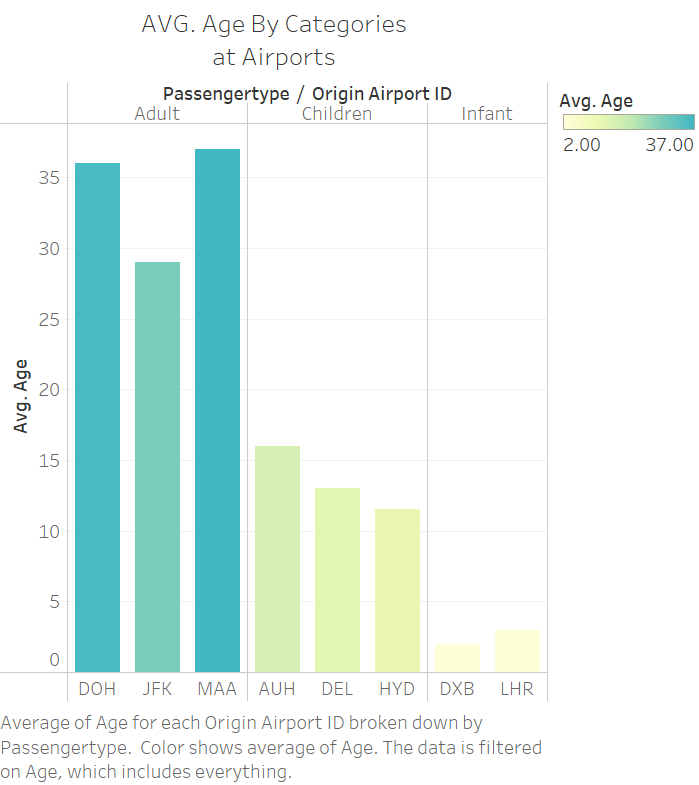 AVG. Age By Categories
at Airports
Passengertype / Origin Airport ID
Adult Children Infant
Avg. Age
2.00 37.00
Avg. Age
35
30
25
20
15
10
5
0
DOH JFK MAA AUH DEL HYD DXB LHR
Average of Age for each Origin Airport ID broken down by
Passengertype. Color shows average of Age. The data is filtered
on Age, which includes everything.